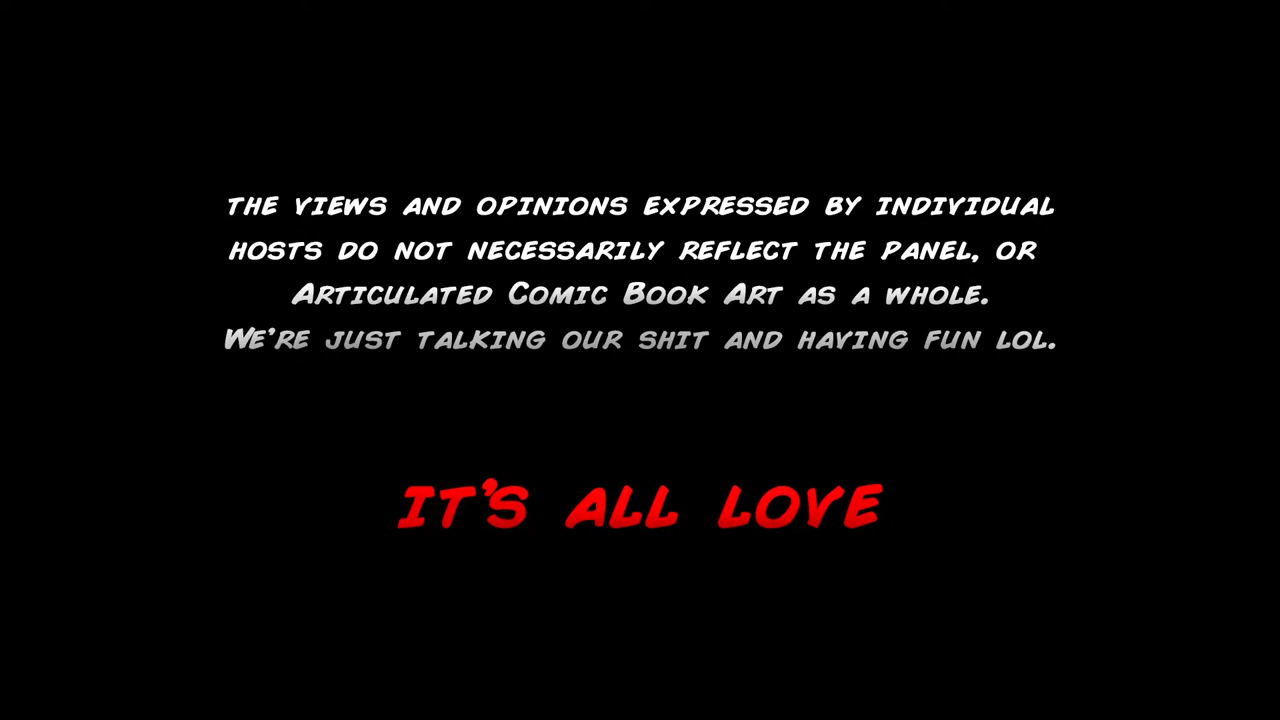 THE VIEWS AND OPINIONS EXPRESSED BY INDIVIDUAL
HOSTS DO NOT NECESSARILY REFLECT THE PANEL, OR
ARTICULATED COMIC BOOK ART AS A WHOLE.
WE'RE JUST TALKING OUR SHIT AND HAVING FUN LOL.
IT'S ALL LOVE